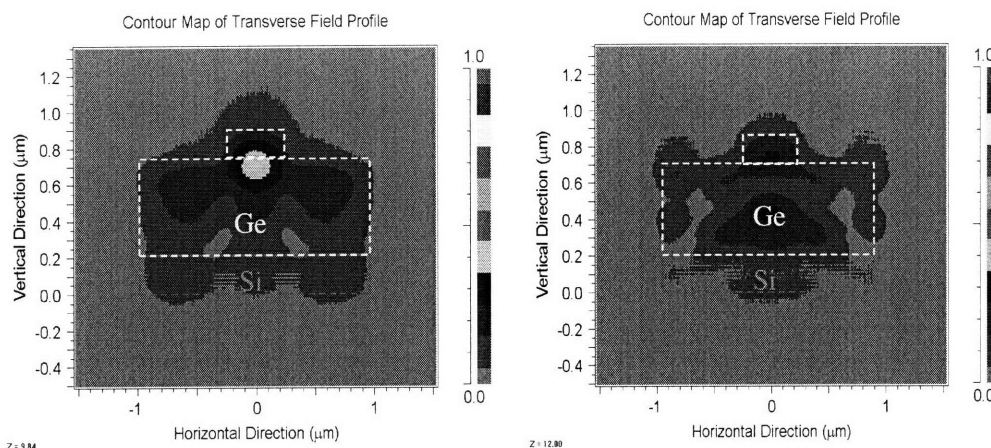 Contour Map of Transverse Field Profile
1.0
1.2
1.0
0.8
0.6
0.4
0.2
0.0
-0.2
-0.4
Vertical Direction (μm)
Ge
Si
0.0
-1
0
1
Horizontal Direction (μm)
Z = 9.84
Contour Map of Transverse Field Profile
1.0
1.2
1.0
0.8
0.6
0.4
0.2
0.0
-0.2
-0.4
Vertical Direction (μm)
Ge
Si
0.0
-1
0
1
Horizontal Direction (μm)
Z = 12.00